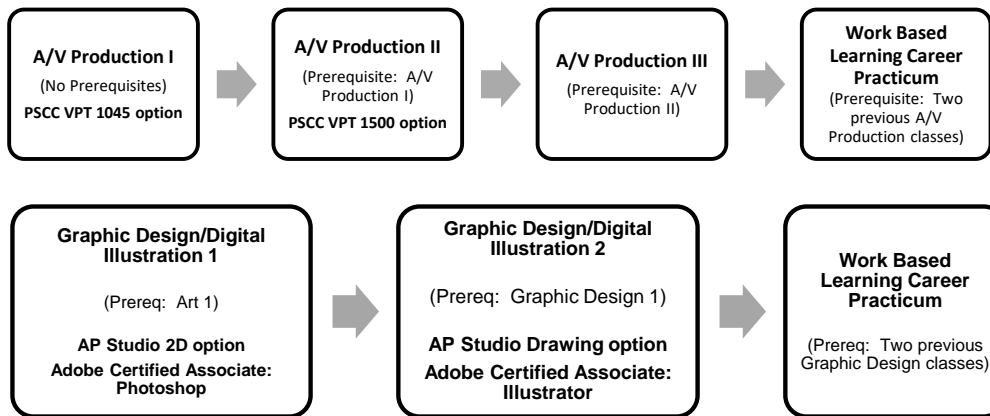 A/V Production I
(No Prerequisites)
PSCC VPT 1045 option
A/V Production II
(Prerequisite:  A/V
Production I)
PSCC VPT 1500 option
A/V Production III
(Prerequisite:  A/V
Production II)
Work Based
Learning Career
Practicum
(Prerequisite:  Two
previous A/V
Production classes)
Graphic Design/Digital
Illustration 1
(Prereq:  Art 1)
AP Studio 2D option
Adobe Certified Associate:
Photoshop
Graphic Design/Digital
Illustration 2
(Prereq:  Graphic Design 1)
AP Studio Drawing option
Adobe Certified Associate:
Illustrator
Work Based
Learning Career
Practicum
(Prereq:  Two previous
Graphic Design classes)